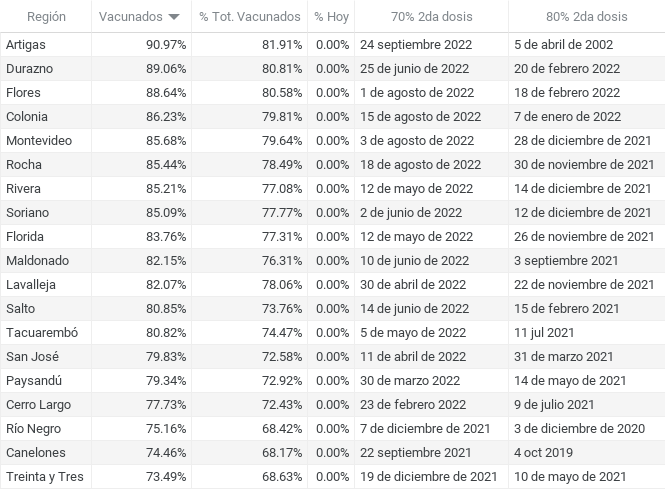 Región Vacunados % Tot. Vacunados % Hoy 70% 2da dosis 80% 2da dosis
Artigas 90.97% 81.91% 0.00% 24 septiembre 2022 5 de abril de 2002
Durazno 89.06% 80.81% 0.00% 25 de junio de 2022 20 de febrero 2022
Flores 88.64% 80.58% 0.00% 1 de agosto de 2022 18 de febrero 2022
Colonia 86.23% 79.81% 0.00% 15 de agosto de 2022 7 de enero de 2022
Montevideo 85.68% 79.64% 0.00% 3 de agosto de 2022 28 de diciembre de 2021
Rocha 85.44% 78.49% 0.00% 18 de agosto de 2022 30 de noviembre de 2021
Rivera 85.21% 77.08% 0.00% 12 de mayo de 2022 14 de diciembre de 2021
Soriano 85.09% 77.77% 0.00% 2 de junio de 2022 12 de diciembre de 2021
Florida 83.76% 77.31% 0.00% 12 de mayo de 2022 26 de noviembre de 2021
Maldonado 82.15% 76.31% 0.00% 10 de junio de 2022 3 septiembre 2021
Lavalleja 82.07% 78.06% 0.00% 30 de abril de 2022 22 de noviembre de 2021
Salto 80.85% 73.76% 0.00% 14 de junio de 2022 15 de febrero 2021
Tacuarembó 80.82% 74.47% 0.00% 5 de mayo de 2022 11 jul 2021
San José 79.83% 72.58% 0.00% 11 de abril de 2022 31 de marzo 2021
Paysandú 79.34% 72.92% 0.00% 30 de marzo 2022 14 de mayo de 2021
Cerro Largo 77.73% 72.43% 0.00% 23 de febrero 2022 9 de julio 2021
Río Negro 75.16% 68.42% 0.00% 7 de diciembre de 2021 3 de diciembre de 2020
Canelones 74.46% 68.17% 0.00% 22 septiembre 2021 4 oct 2019
Treinta y Tres 73.49% 68.63% 0.00% 19 de diciembre de 2021 10 de mayo de 2021